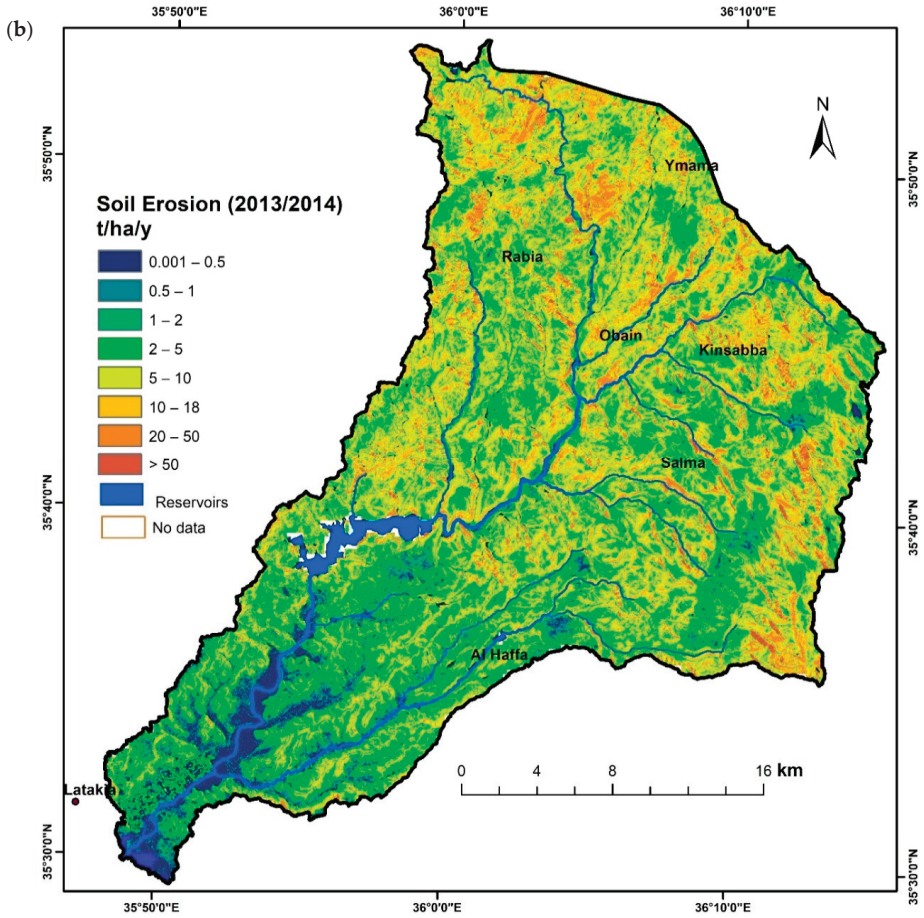 (b)
35°50'0"E 36°0'0"E 36°10'0"E
N
35°50'0"N
35°50'0"N
Ymama
Soil Erosion (2013/2014)
t/ha/y
0.001 – 0.5
0.5 – 1
1 – 2
2 – 5
5 – 10
10 – 18
20 – 50
> 50
Reservoirs
No data
Rabia
Obain
Kinsabba
Salma
35°40'0"N
35°40'0"N
Al Haffa
0 4 8 16 km
Latakia
35°30'0"N
35°30'0"N
35°50'0"E 36°0'0"E 36°10'0"E